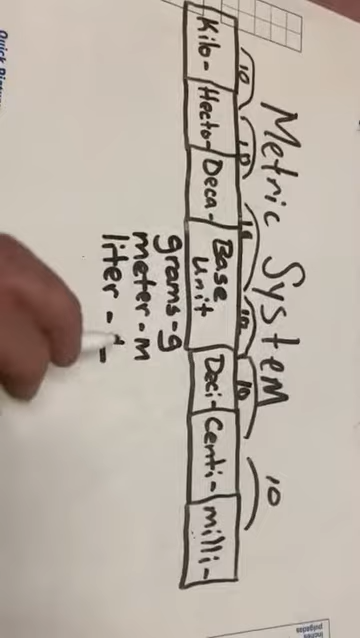 Metric System
10 10 10 10 10 10
Kilo- Hecto- Deca- Base Unit Deci- Centi- milli-
grams-g
meter-m
liter-